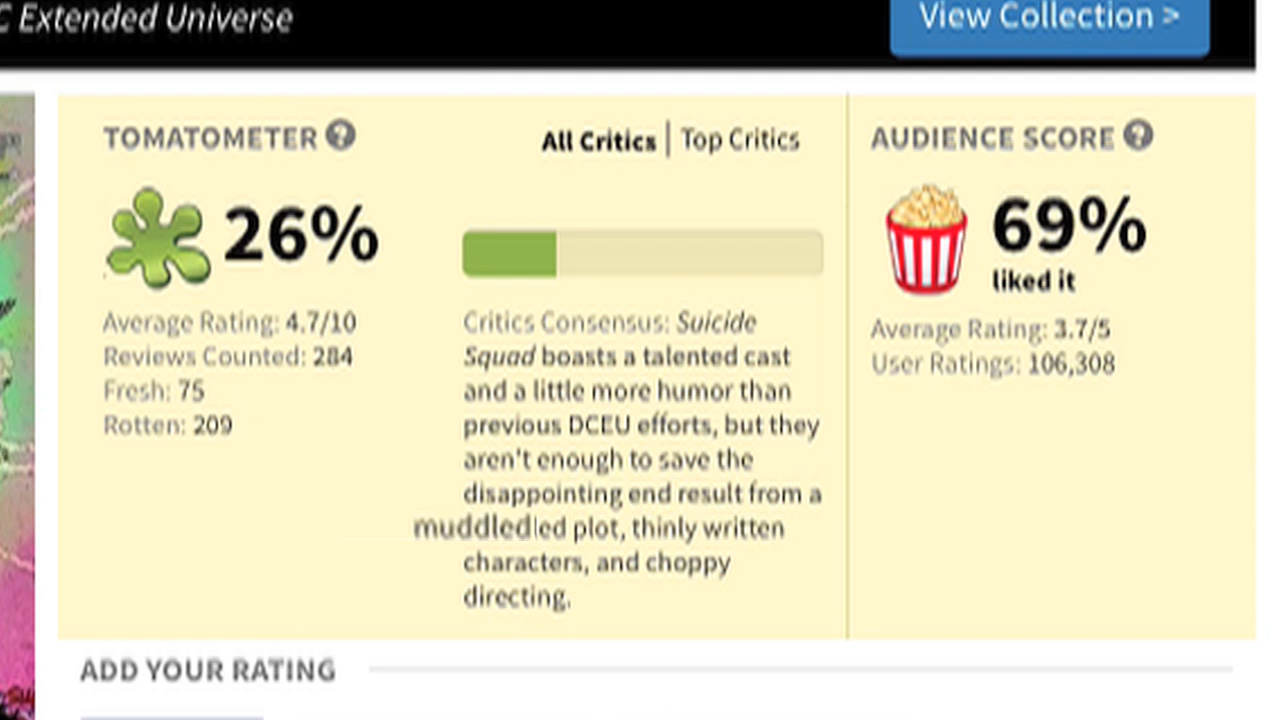 C Extended Universe
View Collection >
TOMATOMETER ?
All Critics | Top Critics
26%
Average Rating: 4.7/10
Reviews Counted: 284
Fresh: 75
Rotten: 209
Critics Consensus: Suicide
Squad boasts a talented cast
and a little more humor than
previous DCEU efforts, but they
aren't enough to save the
disappointing end result from a
muddledled plot, thinly written
characters, and choppy
directing.
AUDIENCE SCORE ?
69%
liked it
Average Rating: 3.7/5
User Ratings: 106,308
ADD YOUR RATING